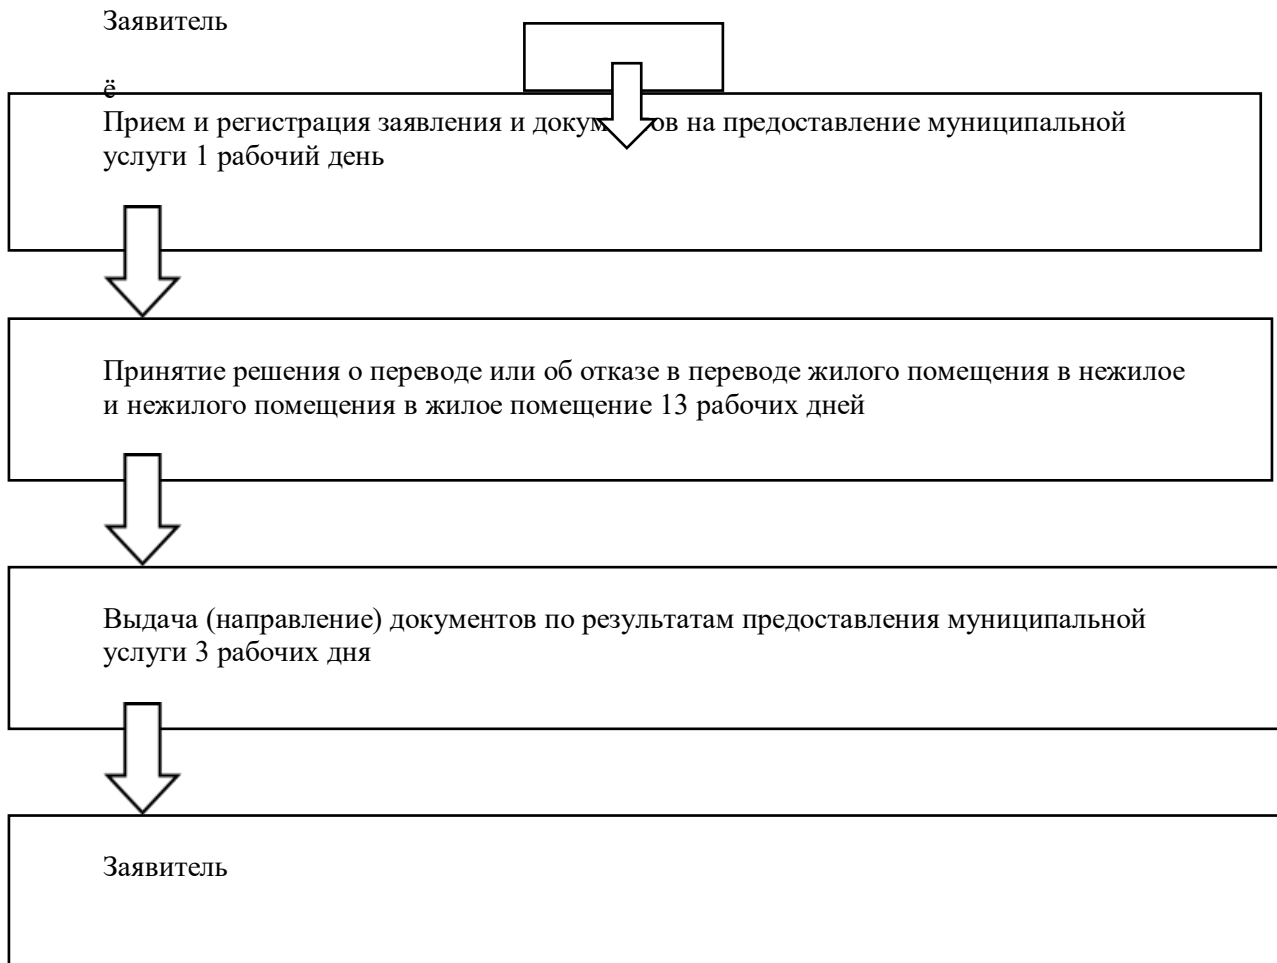 Заявитель
ё
Прием и регистрация заявления и докум ов на предоставление муниципальной
услуги 1 рабочий день
Принятие решения о переводе или об отказе в переводе жилого помещения в нежилое
и нежилого помещения в жилое помещение 13 рабочих дней
Выдача (направление) документов по результатам предоставления муниципальной
услуги 3 рабочих дня
Заявитель